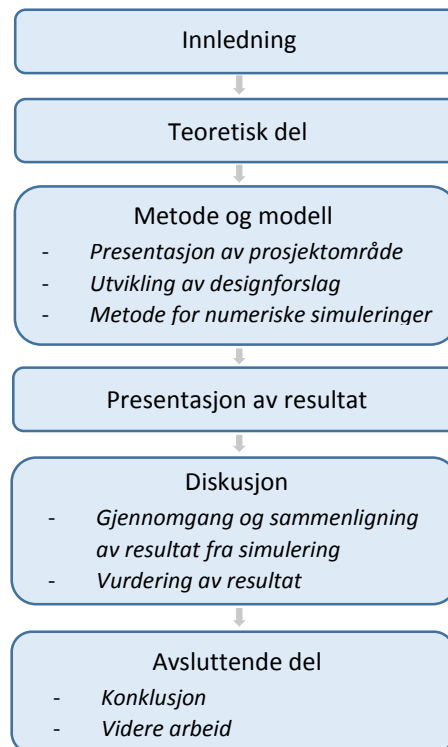 Innledning
Teoretisk del
Metode og modell
- Presentasjon av prosjektområde
- Utvikling av designforslag
- Metode for numeriske simuleringer
Presentasjon av resultat
Diskusjon
- Gjennomgang og sammenligning
av resultat fra simulering
- Vurdering av resultat
Avsluttende del
- Konklusjon
- Videre arbeid